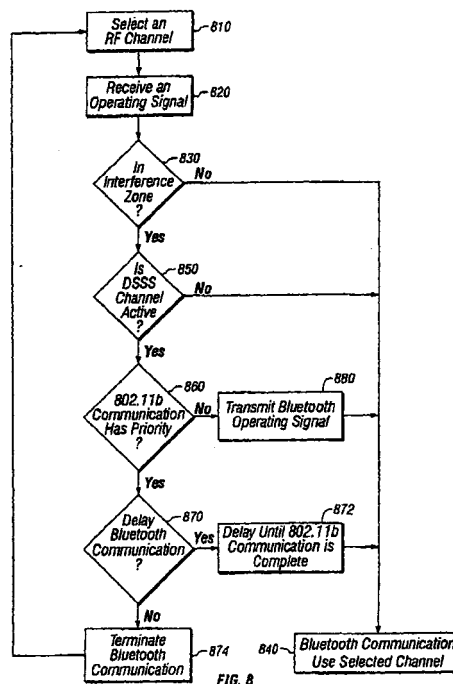 Select an
RF Channel
810
Receive an
Operating Signal
820
830
In
Interference
Zone
?
No
Yes
850
Is
DSSS
Channel
Active
?
No
Yes
860
802.11b
Communication
Has Priority
?
No
880
Transmit Bluetooth
Operating Signal
Yes
870
Delay
Bluetooth
Communication
?
Yes
872
Delay Until 802.11b
Communication is
Complete
No
Terminate
Bluetooth
Communication
874
840
Bluetooth Communication
Use Selected Channel
FIG. 8